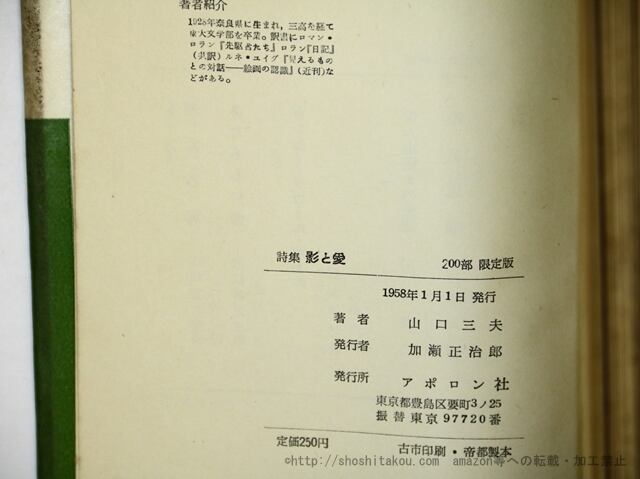 著者紹介
1925年奈良県に生まれ，三高を経て
東大文学部を卒業。訳書にロマン・
ロラン『先駆者たち』ロラン『日記』
(共訳) ルネ・ユイグ『見えるもの
との対話——絵画の認識』(近刊) な
どがある。
詩集 影と愛 200部 限定版
1958年1月1日 発行
著者 山口三夫
発行者 加瀬正治郎
発行所 アポロン社
東京都豊島区要町3ノ25
振替東京97720番
定価250円 古市印刷・帝都製本
©http://shoshitakou.com amazon等への転載・加工禁止